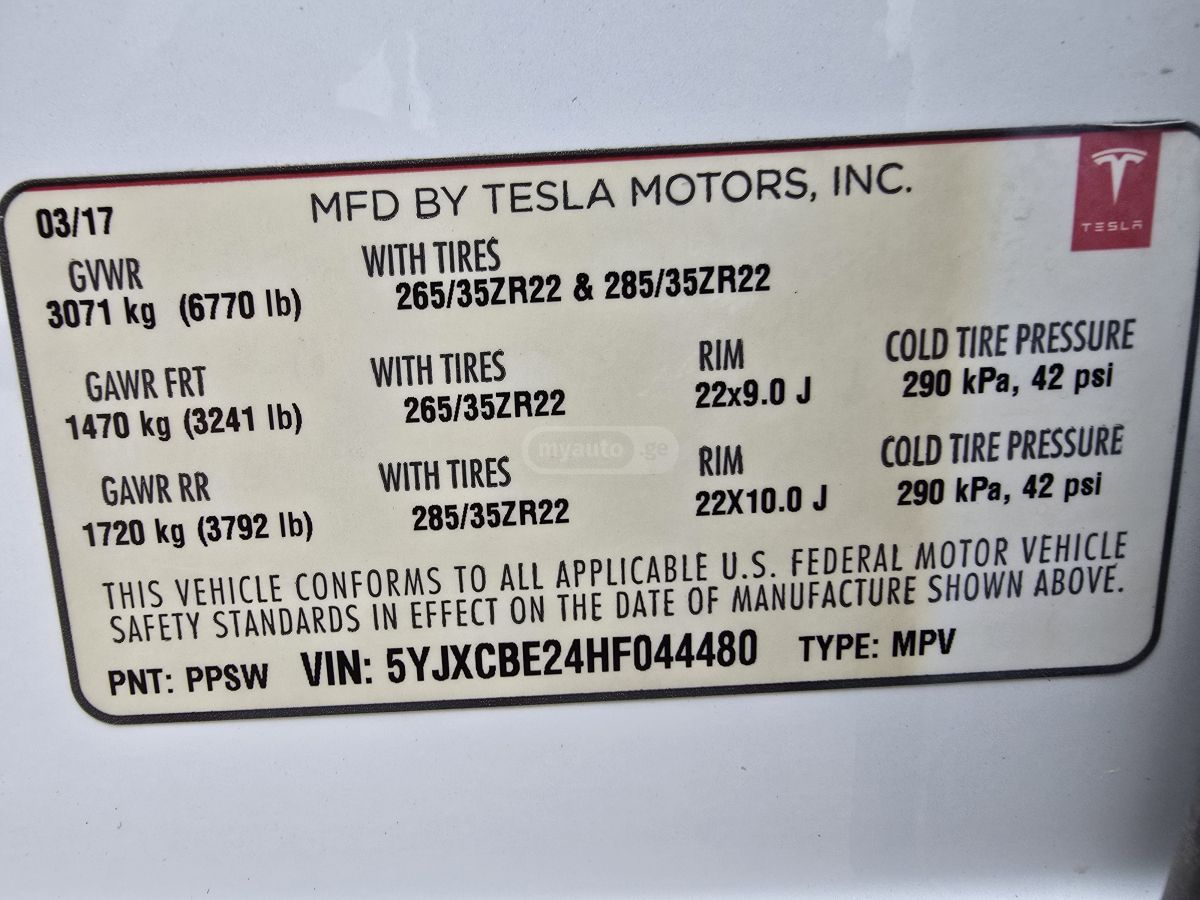 03/17 MFD BY TESLA MOTORS, INC.
TESLA
GVWR WITH TIRES
3071 kg (6770 lb) 265/35ZR22 & 285/35ZR22
GAWR FRT WITH TIRES RIM COLD TIRE PRESSURE
1470 kg (3241 lb) 265/35ZR22 22x9.0 J 290 kPa, 42 psi
myauto.ge
GAWR RR WITH TIRES RIM COLD TIRE PRESSURE
1720 kg (3792 lb) 285/35ZR22 22X10.0 J 290 kPa, 42 psi
THIS VEHICLE CONFORMS TO ALL APPLICABLE U.S. FEDERAL MOTOR VEHICLE
SAFETY STANDARDS IN EFFECT ON THE DATE OF MANUFACTURE SHOWN ABOVE.
PNT: PPSW VIN: 5YJXCBE24HF044480 TYPE: MPV